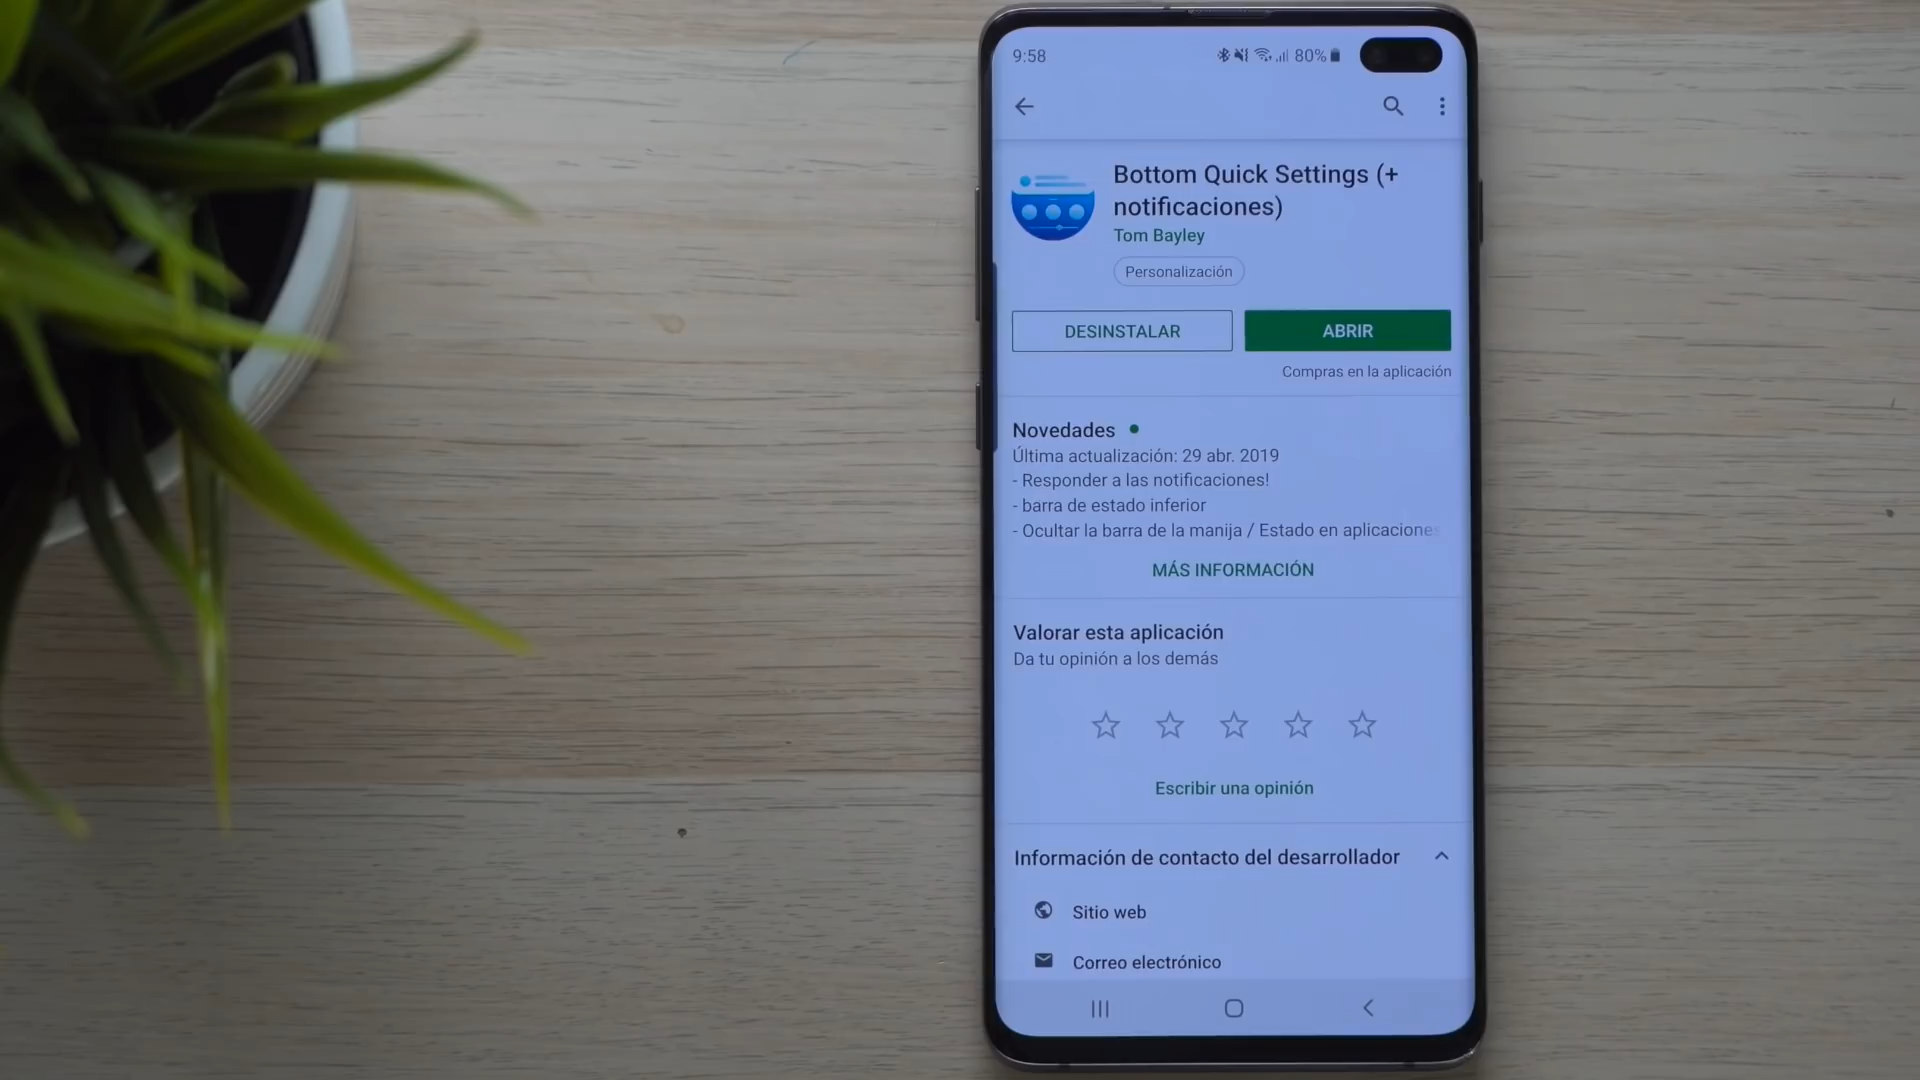 9:58
80%
Bottom Quick Settings (+
notificaciones)
Tom Bayley
Personalización
DESINSTALAR
ABRIR
Compras en la aplicación
Novedades
Última actualización: 29 abr. 2019
- Responder a las notificaciones!
- barra de estado inferior
- Ocultar la barra de la manija / Estado en aplicaciones
MÁS INFORMACIÓN
Valorar esta aplicación
Da tu opinión a los demás
Escribir una opinión
Información de contacto del desarrollador
Sitio web
Correo electrónico